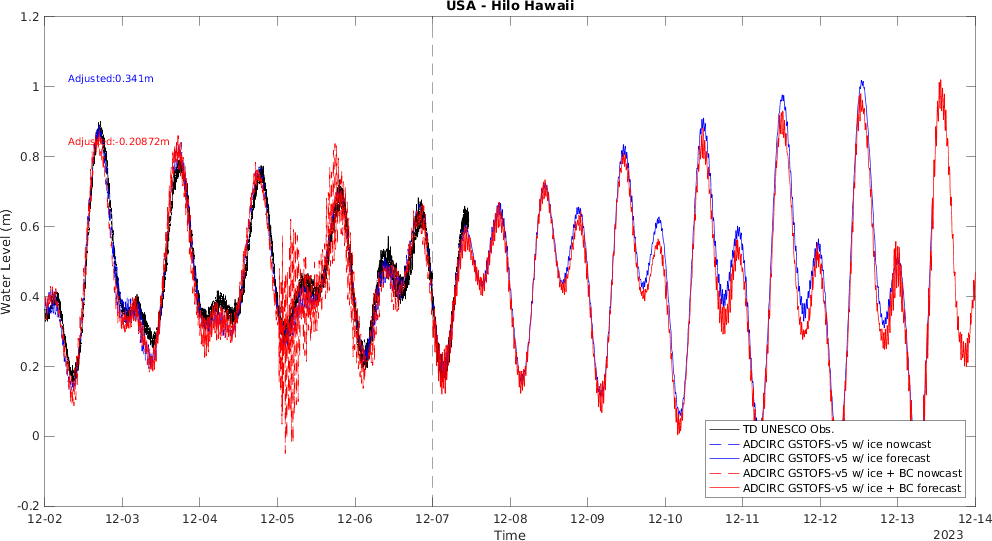 USA - Hilo Hawaii
1.2
1
0.8
0.6
0.4
0.2
0
-0.2
Water Level (m)
Adjusted:0.341m
Adjusted:-0.20872m
TD UNESCO Obs.
ADCIRC GSTOFS-v5 w/ ice nowcast
ADCIRC GSTOFS-v5 w/ ice forecast
ADCIRC GSTOFS-v5 w/ ice + BC nowcast
ADCIRC GSTOFS-v5 w/ ice + BC forecast
12-02 12-03 12-04 12-05 12-06 12-07 12-08 12-09 12-10 12-11 12-12 12-13 12-14
Time
2023